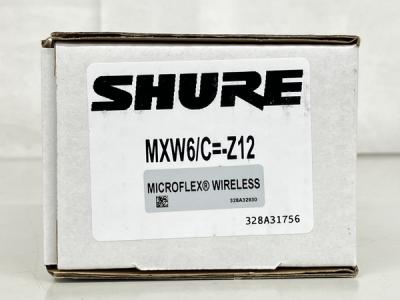 SHURE
MXW6/C=-Z12
MICROFLEX® WIRELESS
328A32930
328A31756